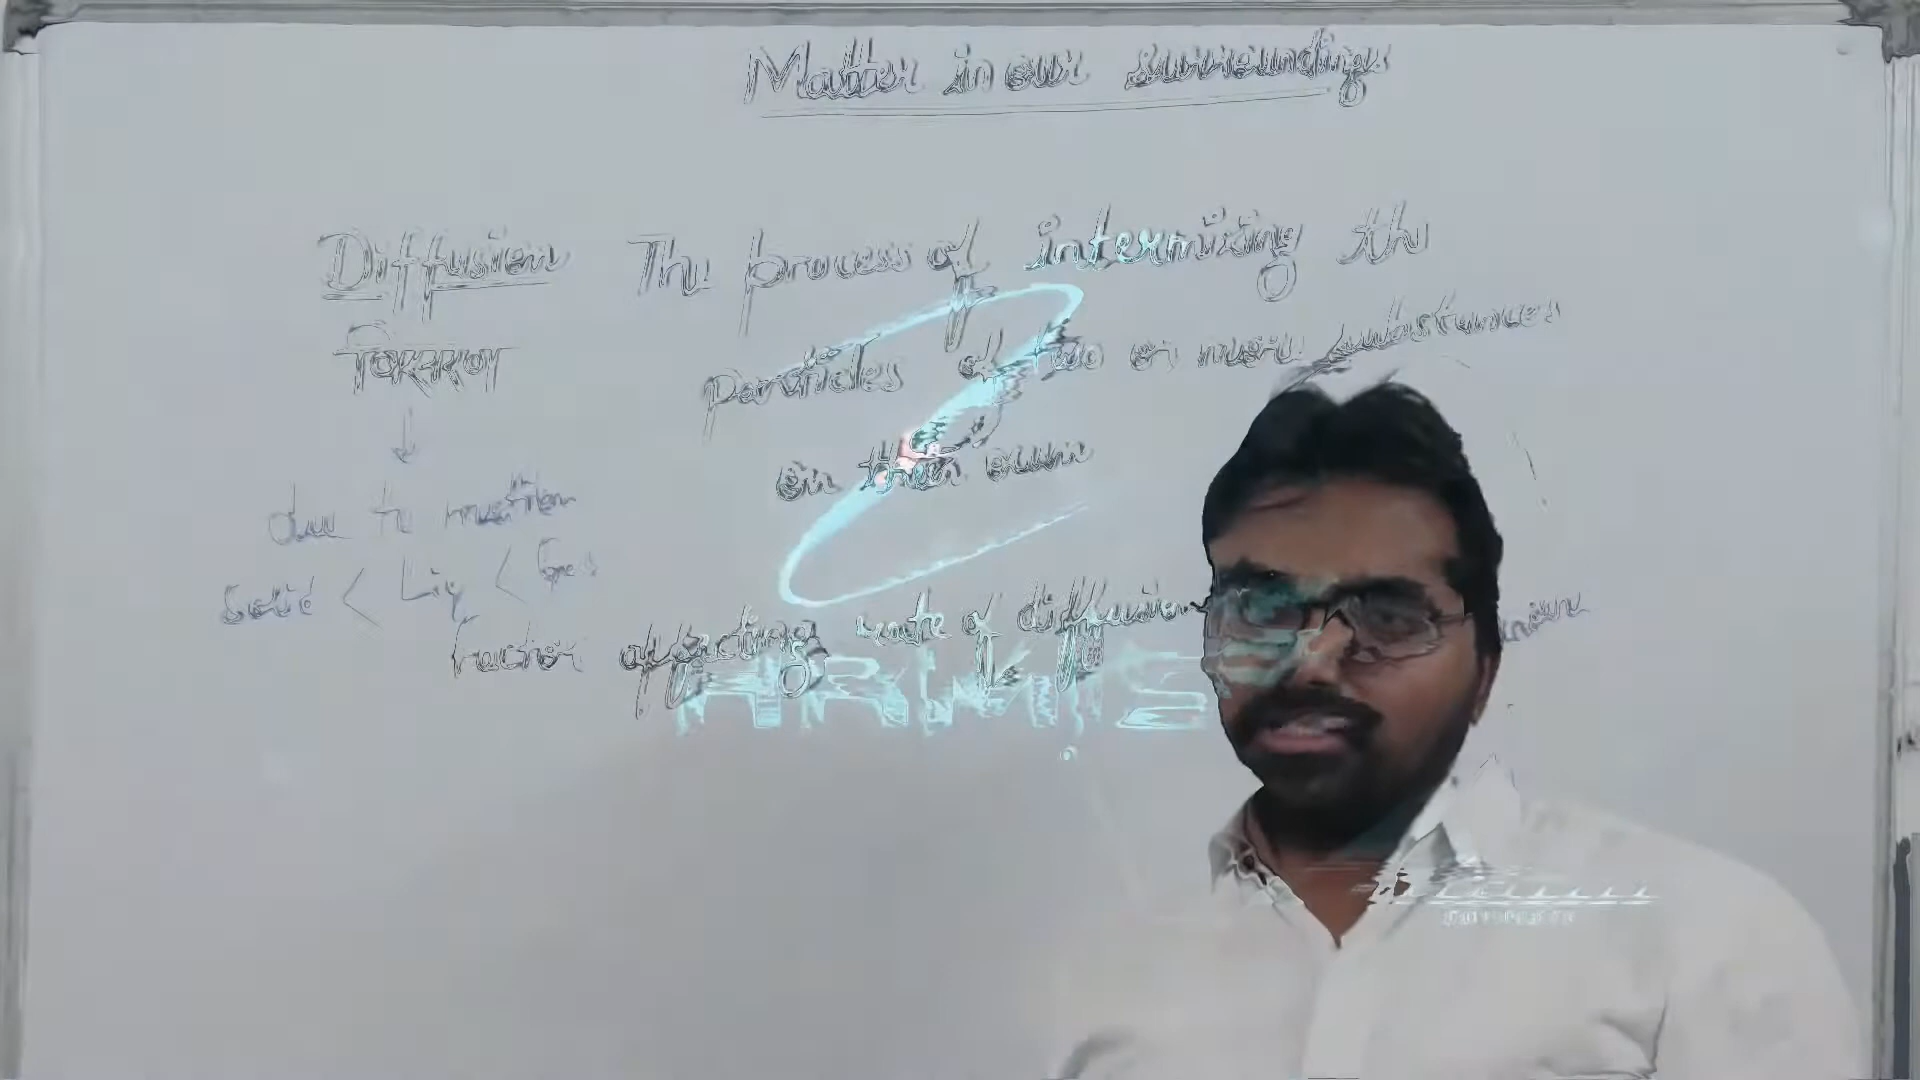 Matter in our surroundings
Diffusion The process of intermixing the
particles of two or more substances
on their own
विसरण
due to
Solid < Liq < Gas
Factor affecting rate of diffusion